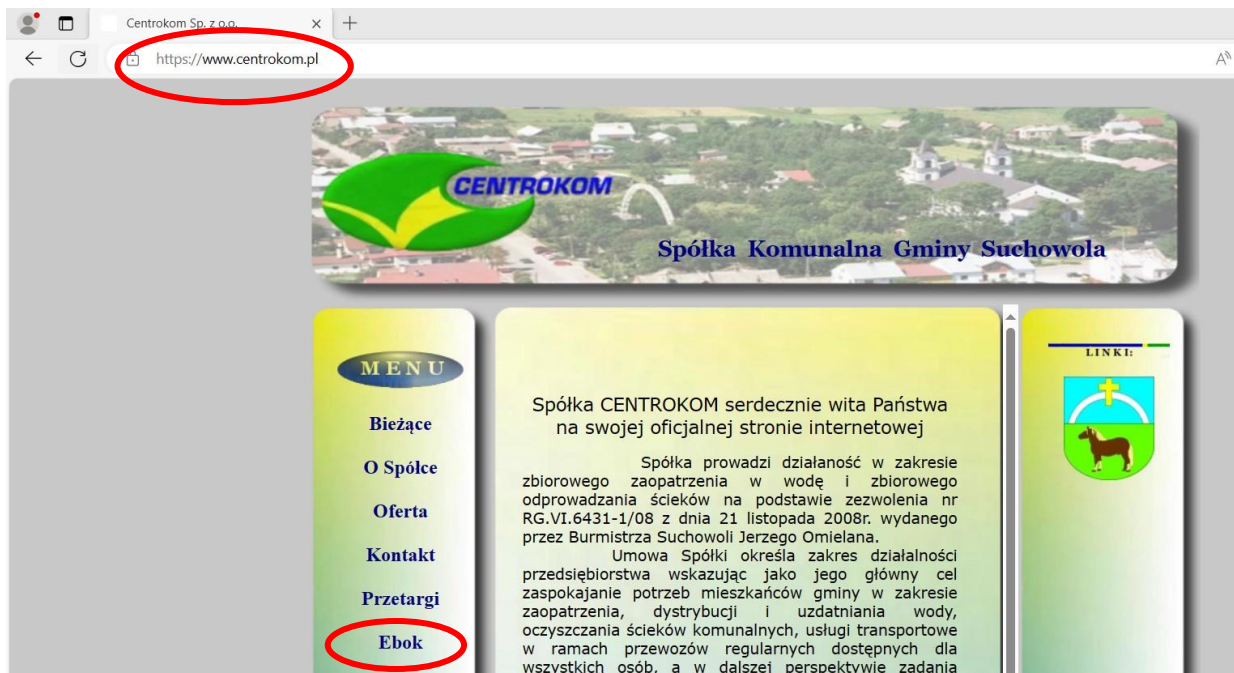 Centrokom Sp. z o.o.
https://www.centrokom.pl
A
CENTROKOM
Spółka Komunalna Gminy Suchowola
MENU
Bieżące
O Spółce
Oferta
Kontakt
Przetargi
Ebok
Spółka CENTROKOM serdecznie wita Państwa
na swojej oficjalnej stronie internetowej
Spółka prowadzi działaność w zakresie
zbiorowego zaopatrzenia w wodę i zbiorowego
odprowadzania ścieków na podstawie zezwolenia nr
RG.VI.6431-1/08 z dnia 21 listopada 2008r. wydanego
przez Burmistrza Suchowoli Jerzego Omielana.
Umowa Spółki określa zakres działalności
przedsiębiorstwa wskazując jako jego główny cel
zaspokajanie potrzeb mieszkańców gminy w zakresie
zaopatrzenia, dystrybucji i uzdatniania wody,
oczyszczania ścieków komunalnych, usługi transportowe
w ramach przewozów regularnych dostępnych dla
wszystkich osób, a w dalszej perspektywie zadania
LINKI: